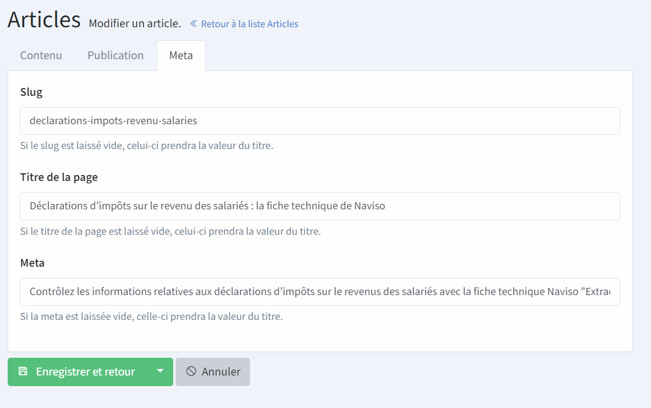 Articles Modifier un article. « Retour à la liste Articles
Contenu Publication Meta
Slug
declarations-impots-revenu-salaries
Si le slug est laissé vide, celui-ci prendra la valeur du titre.
Titre de la page
Déclarations d'impôts sur le revenu des salariés : la fiche technique de Naviso
Si le titre de la page est laissé vide, celui-ci prendra la valeur du titre.
Meta
Contrôlez les informations relatives aux déclarations d'impôts sur le revenus des salariés avec la fiche technique Naviso "Extra
Si la meta est laissée vide, celle-ci prendra la valeur du titre.
Enregistrer et retour Annuler